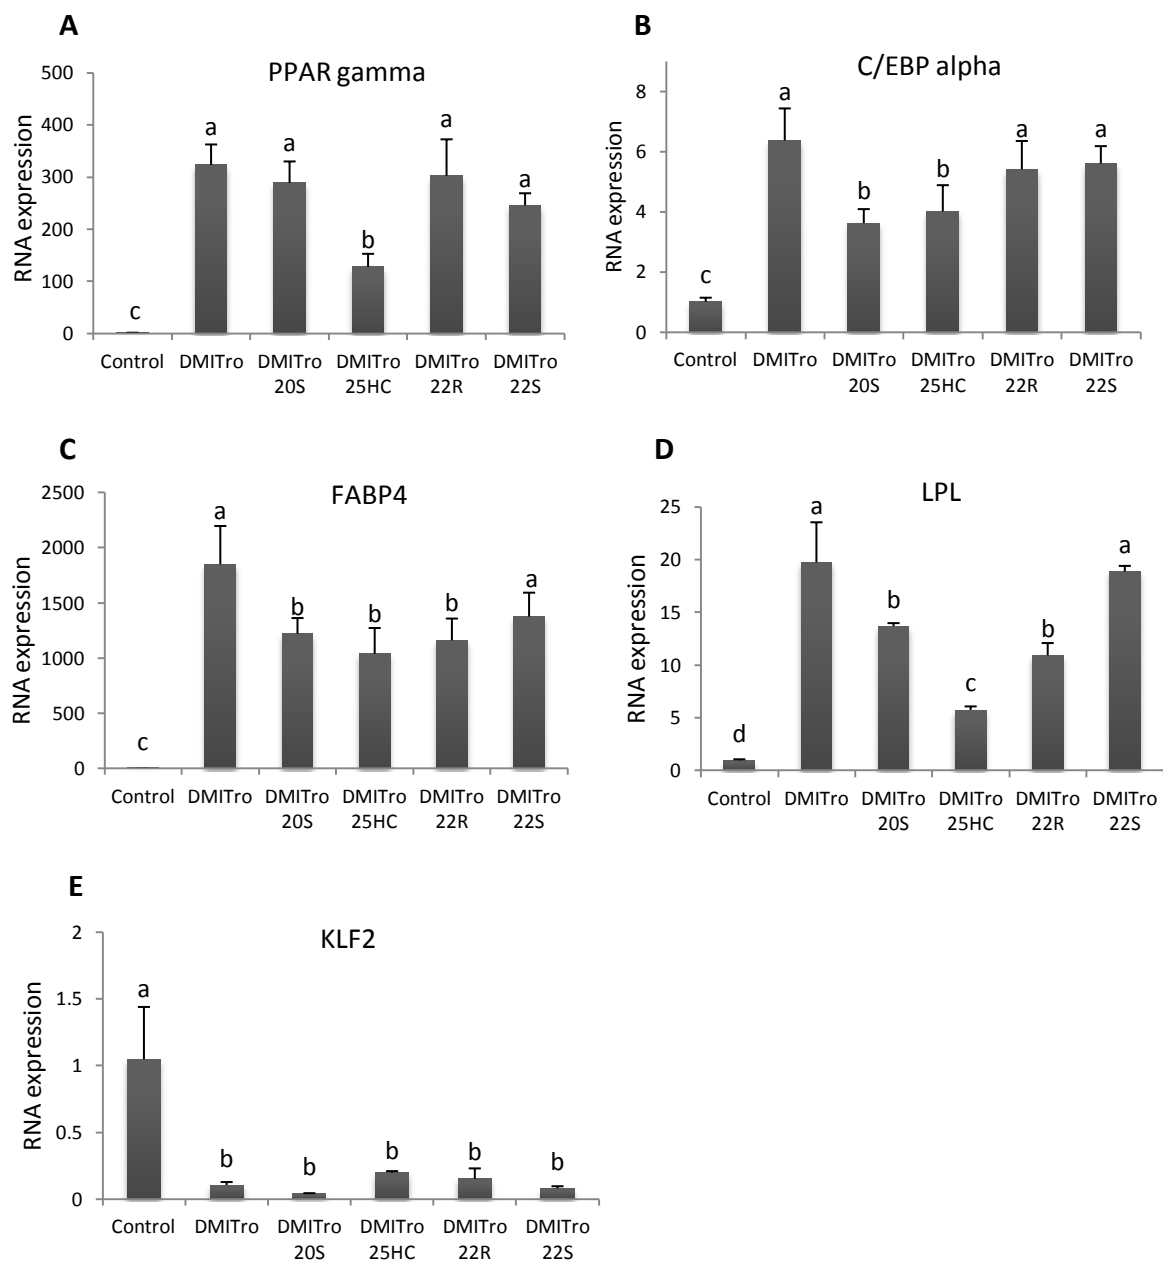 A
PPAR gamma
RNA expression
500
400
300
200
100
0
c
a
a
b
a
a
Control DMITro DMITro DMITro DMITro DMITro
20S 25HC 22R 22S
B
C/EBP alpha
RNA expression
8
6
4
2
0
c
a
b
b
a
a
Control DMITro DMITro DMITro DMITro DMITro
20S 25HC 22R 22S
C
FABP4
RNA expression
2500
2000
1500
1000
500
0
c
a
b
b
b
a
Control DMITro DMITro DMITro DMITro DMITro
20S 25HC 22R 22S
D
LPL
RNA expression
25
20
15
10
5
0
d
a
b
c
b
a
Control DMITro DMITro DMITro DMITro DMITro
20S 25HC 22R 22S
E
KLF2
RNA expression
2
1.5
1
0.5
0
a
b
b
b
b
b
Control DMITro DMITro DMITro DMITro DMITro
20S 25HC 22R 22S